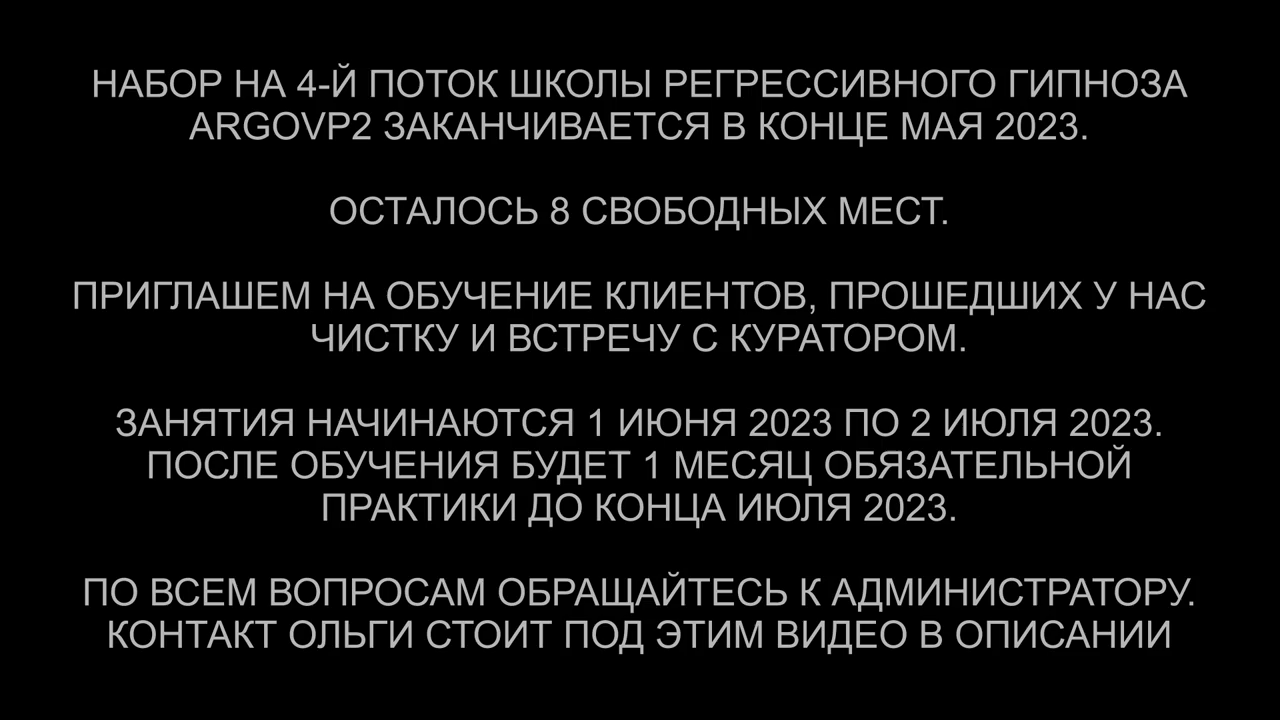 НАБОР НА 4-Й ПОТОК ШКОЛЫ РЕГРЕССИВНОГО ГИПНОЗА
ARGOVP2 ЗАКАНЧИВАЕТСЯ В КОНЦЕ МАЯ 2023.
ОСТАЛОСЬ 8 СВОБОДНЫХ МЕСТ.
ПРИГЛАШЕМ НА ОБУЧЕНИЕ КЛИЕНТОВ, ПРОШЕДШИХ У НАС
ЧИСТКУ И ВСТРЕЧУ С КУРАТОРОМ.
ЗАНЯТИЯ НАЧИНАЮТСЯ 1 ИЮНЯ 2023 ПО 2 ИЮЛЯ 2023.
ПОСЛЕ ОБУЧЕНИЯ БУДЕТ 1 МЕСЯЦ ОБЯЗАТЕЛЬНОЙ
ПРАКТИКИ ДО КОНЦА ИЮЛЯ 2023.
ПО ВСЕМ ВОПРОСАМ ОБРАЩАЙТЕСЬ К АДМИНИСТРАТОРУ.
КОНТАКТ ОЛЬГИ СТОИТ ПОД ЭТИМ ВИДЕО В ОПИСАНИИ